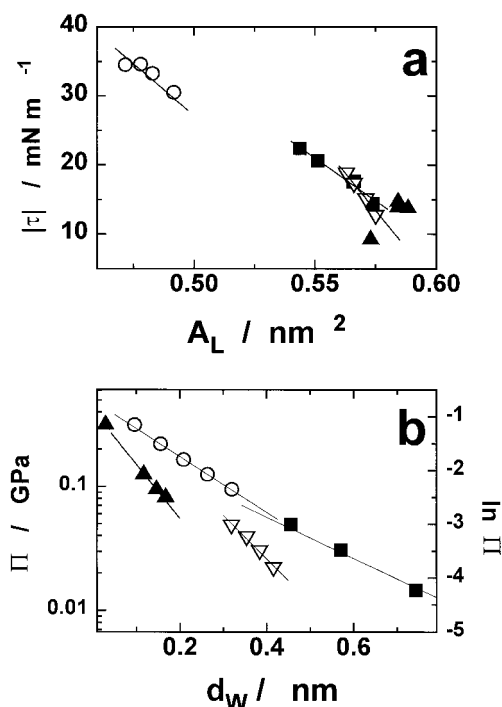 a
40
30
20
10
|τ| / mN m -1
0.50 0.55 0.60
A_L / nm 2
b
0.1
0.01
Π / GPa
-1
-2
-3
-4
-5
ln Π
0.2 0.4 0.6
d_W / nm